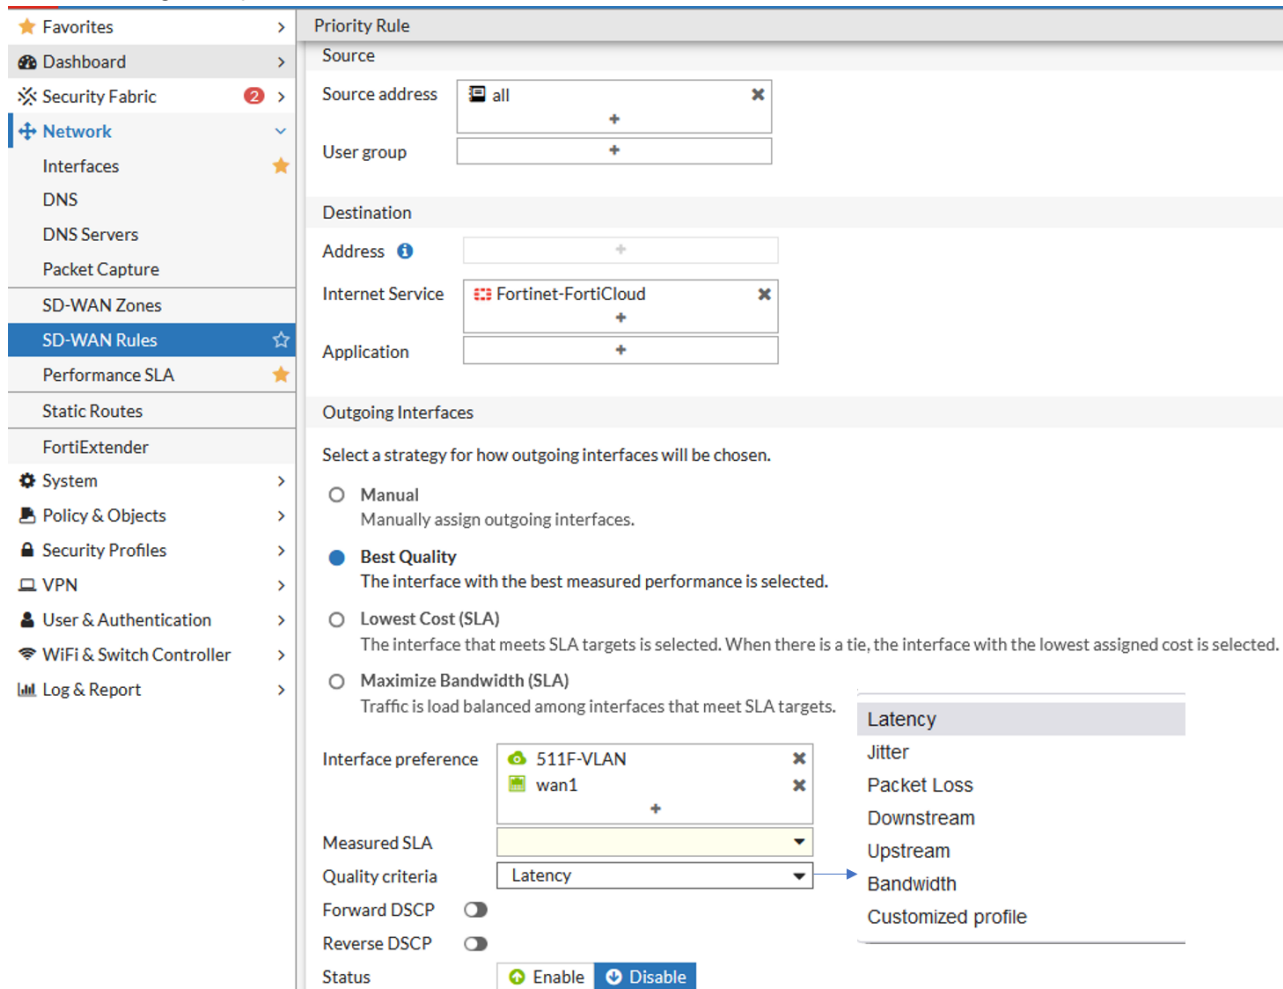 Favorites
Dashboard
Security Fabric 2
Network
Interfaces
DNS
DNS Servers
Packet Capture
SD-WAN Zones
SD-WAN Rules
Performance SLA
Static Routes
FortiExtender
System
Policy & Objects
Security Profiles
VPN
User & Authentication
WiFi & Switch Controller
Log & Report
Priority Rule
Source
Source address all
+
User group +
Destination
Address +
Internet Service Fortinet-FortiCloud
+
Application +
Outgoing Interfaces
Select a strategy for how outgoing interfaces will be chosen.
Manual
Manually assign outgoing interfaces.
Best Quality
The interface with the best measured performance is selected.
Lowest Cost (SLA)
The interface that meets SLA targets is selected. When there is a tie, the interface with the lowest assigned cost is selected.
Maximize Bandwidth (SLA)
Traffic is load balanced among interfaces that meet SLA targets.
Interface preference 511F-VLAN
wan1
+
Measured SLA
Quality criteria Latency
Forward DSCP
Reverse DSCP
Status Enable Disable
Latency
Jitter
Packet Loss
Downstream
Upstream
Bandwidth
Customized profile